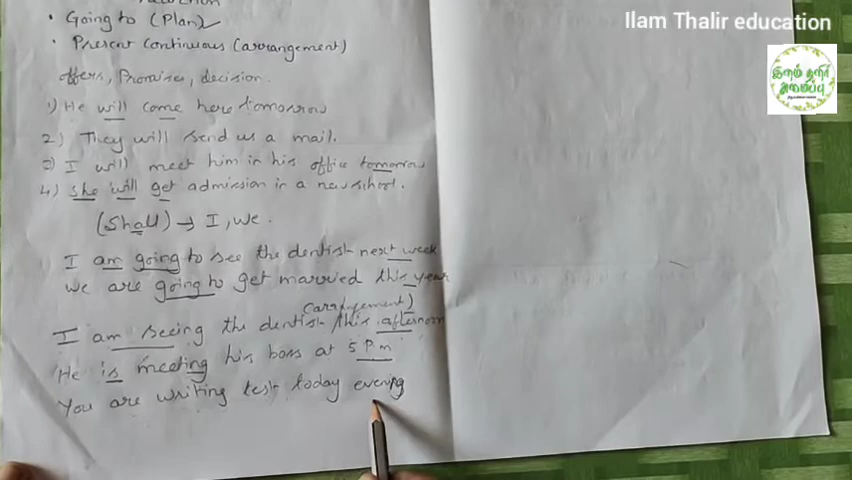 Ilam Thalir education
இளம் தளிர்
அமைப்பு
• Going to (Plan)
• Present continuous (arrangement)
offers, Promises, decision.
1) He will come here tomorrow
2) They will send us a mail.
3) I will meet him in his office tomorrow
4) She will get admission in a new school.
(Shall) → I, we.
I am going to see the dentist next week
We are going to get married this year
(arrangement)
I am seeing the dentist this afternoon
He is meeting his boss at 5 Pm
You are writing test today evening